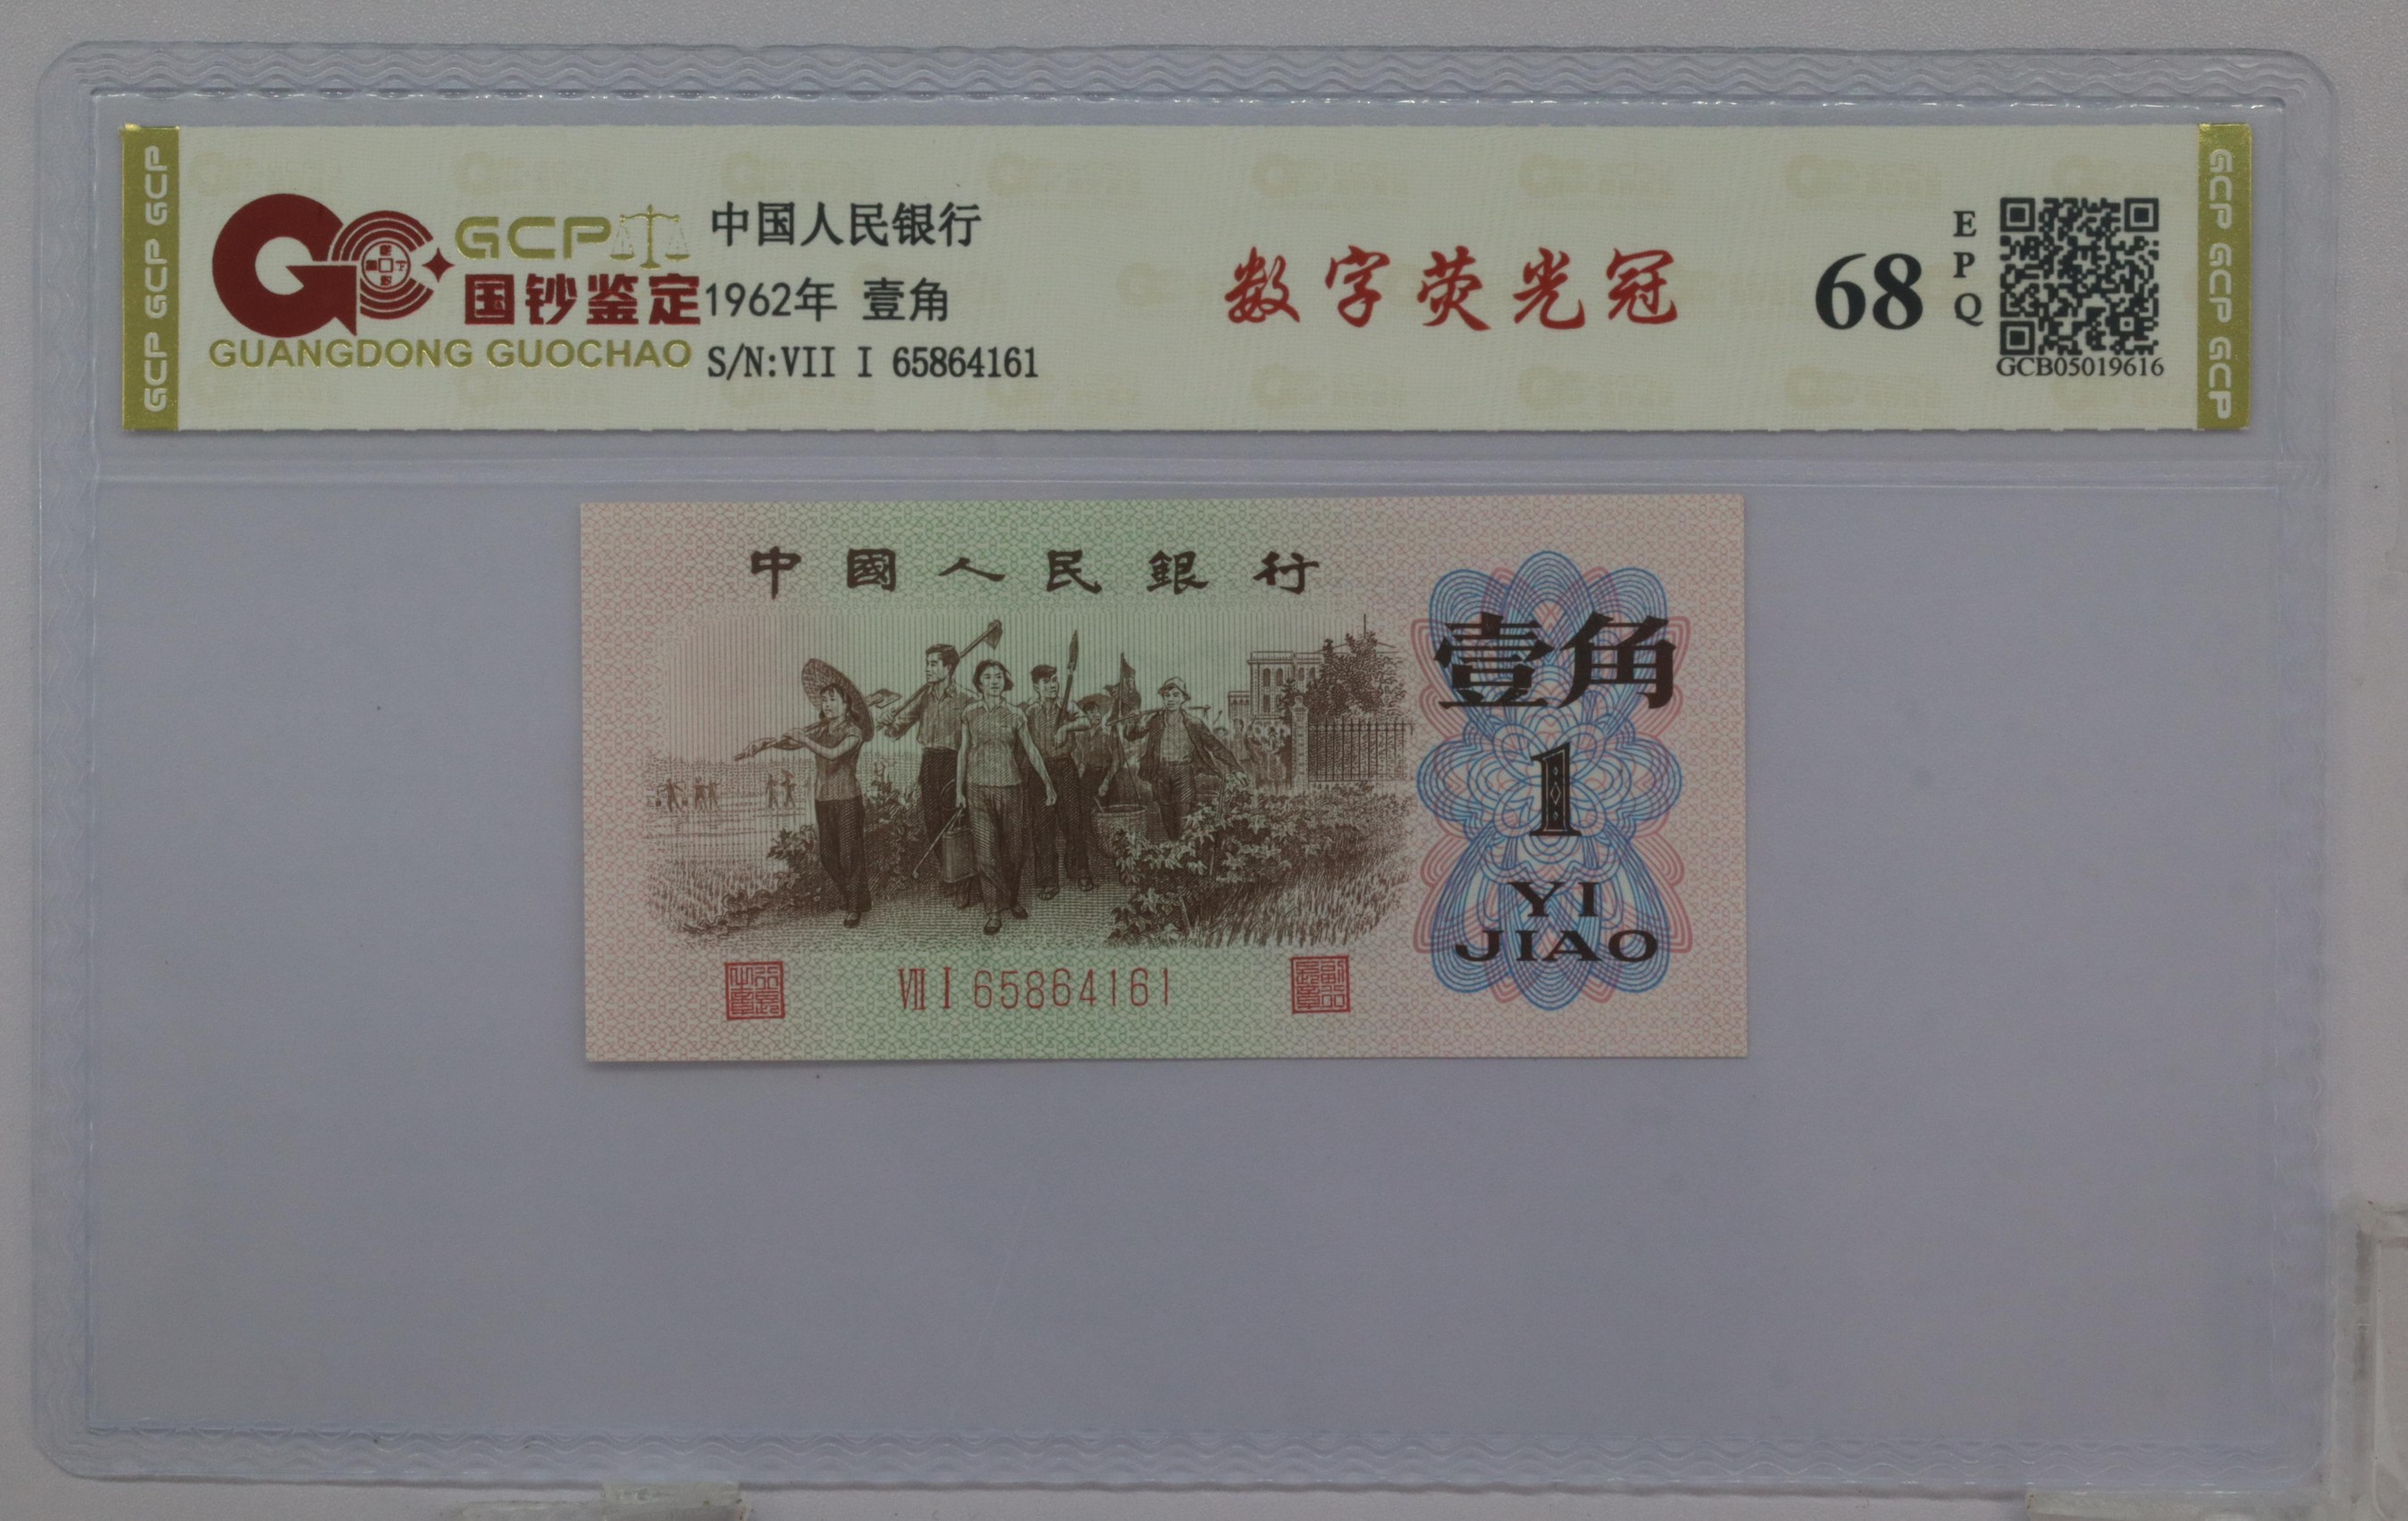 GCP GCP GCP
GCP
国钞鉴定
GUANGDONG GUOCHAO
中国人民银行
1962年 壹角
S/N:VII I 65864161
数字荧光冠
68
EPQ
GCB05019616
GCP GCP GCP
中國人民銀行
壹角
1
YI
JIAO
VII I 65864161